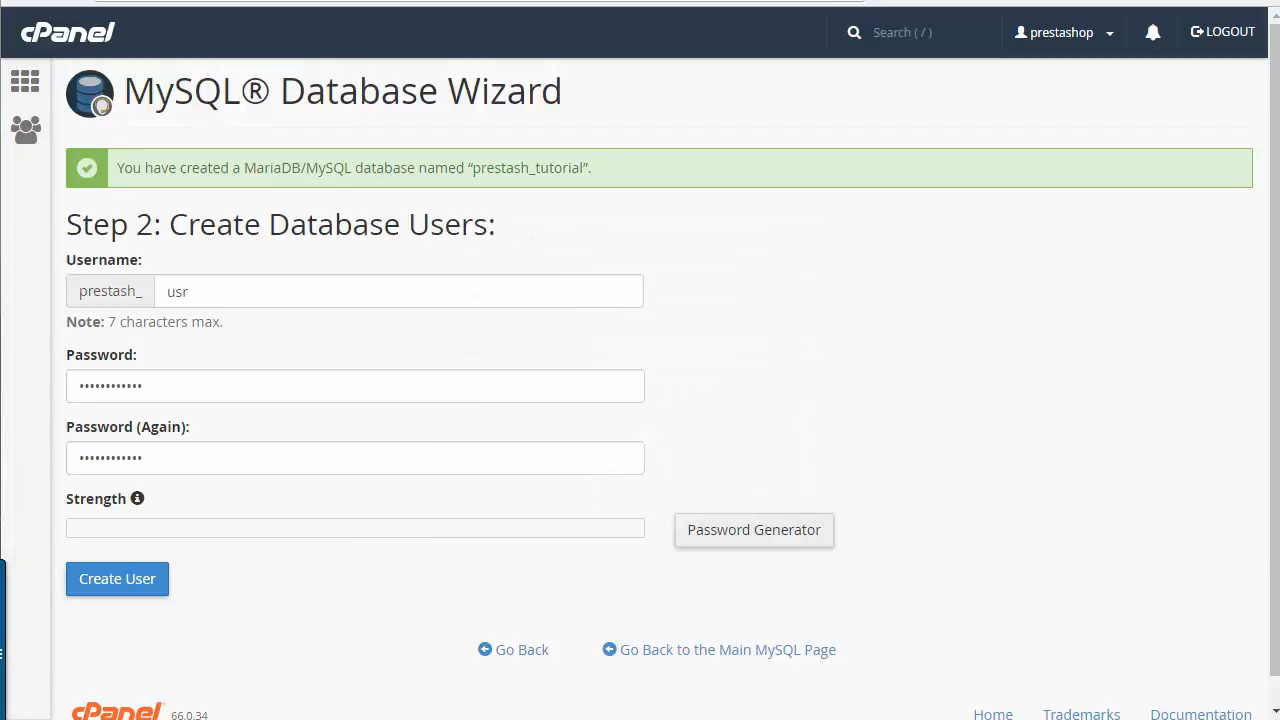 cPanel
Search ( / )
prestashop
LOGOUT
MySQL® Database Wizard
You have created a MariaDB/MySQL database named “prestash_tutorial”.
Step 2: Create Database Users:
Username:
prestash_ usr
Note: 7 characters max.
Password:
••••••••••••
Password (Again):
••••••••••••
Strength
Password Generator
Create User
Go Back Go Back to the Main MySQL Page
cPanel 66.0.34 Home Trademarks Documentation